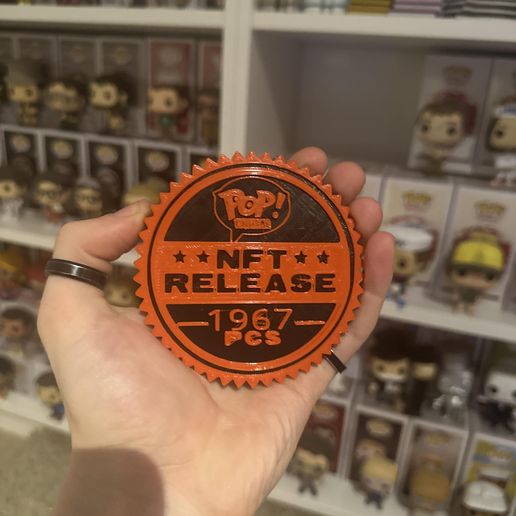 POP!
NFT
RELEASE
1967
PCS